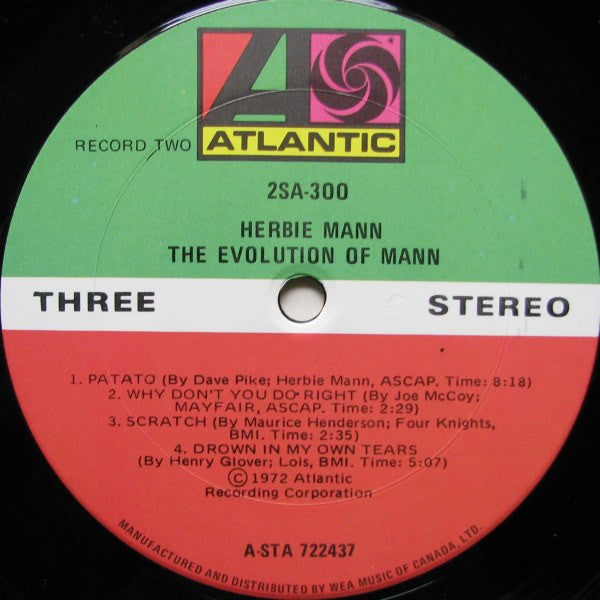 RECORD TWO
ATLANTIC
2SA-300
HERBIE MANN
THE EVOLUTION OF MANN
THREE
STEREO
1. PATATO (By Dave Pike; Herbie Mann, ASCAP. Time: 8:18)
2. WHY DON'T YOU DO RIGHT (By Joe McCoy;
MAYFAIR, ASCAP. Time: 2:29)
3. SCRATCH (By Maurice Henderson; Four Knights,
BMI. Time: 2:35)
4. DROWN IN MY OWN TEARS
(By Henry Glover; Lois, BMI. Time: 5:07)
Ⓒ1972 Atlantic
Recording Corporation
A-STA 722437
MANUFACTURED AND DISTRIBUTED BY WEA MUSIC OF CANADA, LTD.